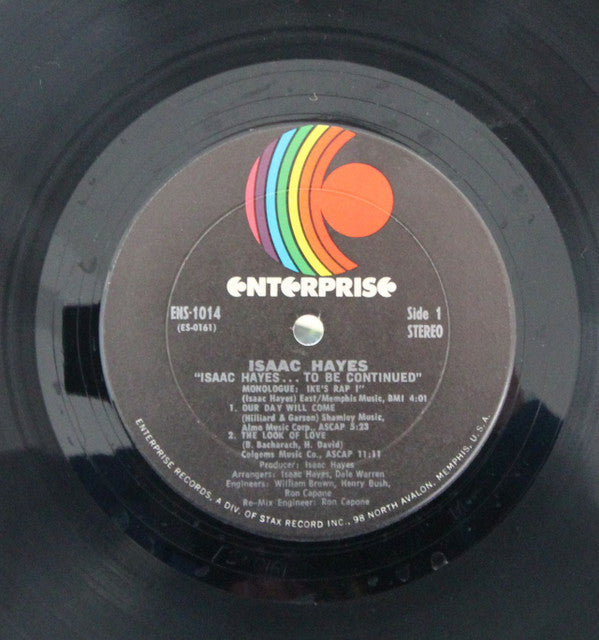 ENTERPRISE
ENS-1014
(ES-0161)
Side 1
STEREO
ISAAC HAYES
"ISAAC HAYES... TO BE CONTINUED"
MONOLOGUE: IKE'S RAP I"
(Isaac Hayes) East/Memphis Music, BMI 4:01
1. OUR DAY WILL COME
(Hilliard & Garson) Shamley Music,
Almo Music Corp., ASCAP 5:23
2. THE LOOK OF LOVE
(B. Bacharach, H. David)
Colgems Music Co., ASCAP 11:11
Producer: Isaac Hayes
Arrangers: Isaac Hayes, Dale Warren
Engineers: William Brown, Henry Bush,
Ron Capone
Re-Mix Engineer: Ron Capone
ENTERPRISE RECORDS, A DIV. OF STAX RECORD INC., 98 NORTH AVALON, MEMPHIS, U.S.A.